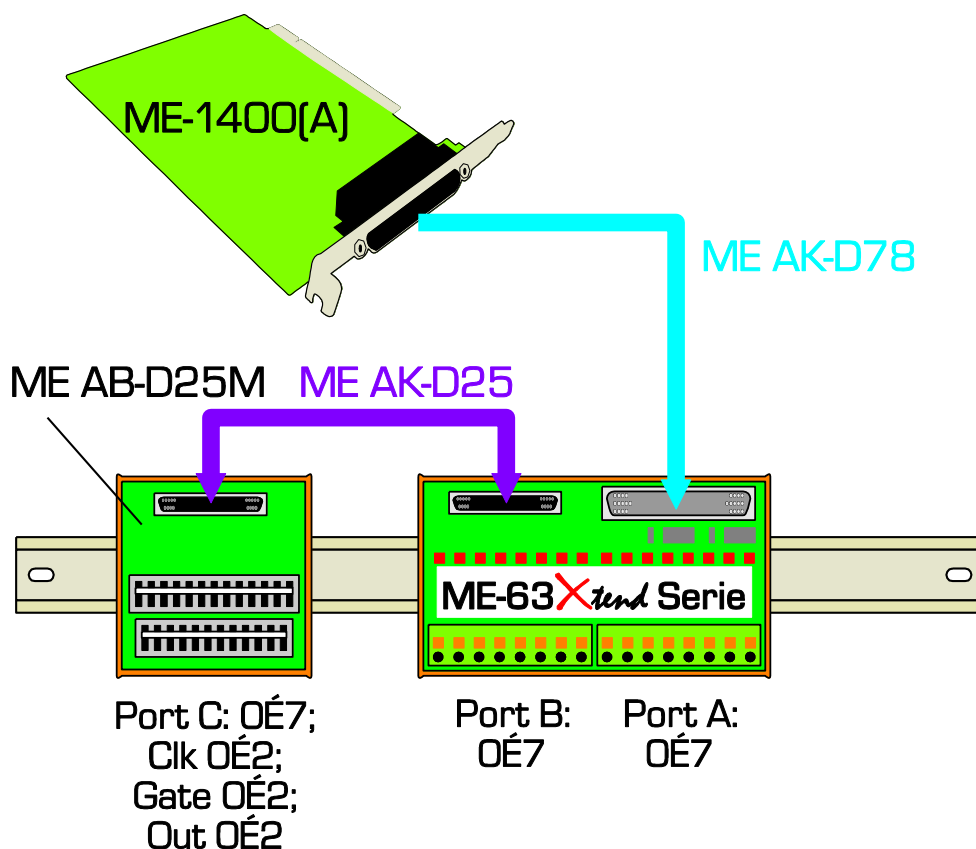 ME-1400(A)
ME AK-D78
ME AB-D25M
ME AK-D25
ME-63Xtend Serie
Port C: 0É7;
Clk 0É2;
Gate 0É2;
Out 0É2
Port B:
0É7
Port A:
0É7